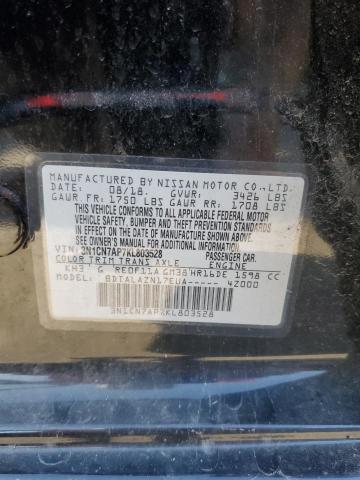 MANUFACTURED BY NISSAN MOTOR CO.,LTD.
DATE: 08/18. GVWR: 3426 LBS
GAWR FR: 1750 LBS GAWR RR: 1708 LBS
THIS VEHICLE CONFORMS TO ALL APPLICABLE FEDERAL MOTOR
VEHICLE SAFETY, BUMPER AND THEFT PREVENTION STANDARDS
IN EFFECT ON THE DATE OF MANUFACTURE SHOWN ABOVE.
SEE OWNER'S MANUAL FOR ADDITIONAL INFORMATION.
VIN: 3N1CN7AP7KL803528 PASSENGER CAR
COLOR TRIM TRANS AXLE ENGINE
KH3 G RE0F11A GM38 HR16DE 1598 CC
MODEL: BDTALAZN17EUA----- 4Z000
3N1CN7AP7KL803528